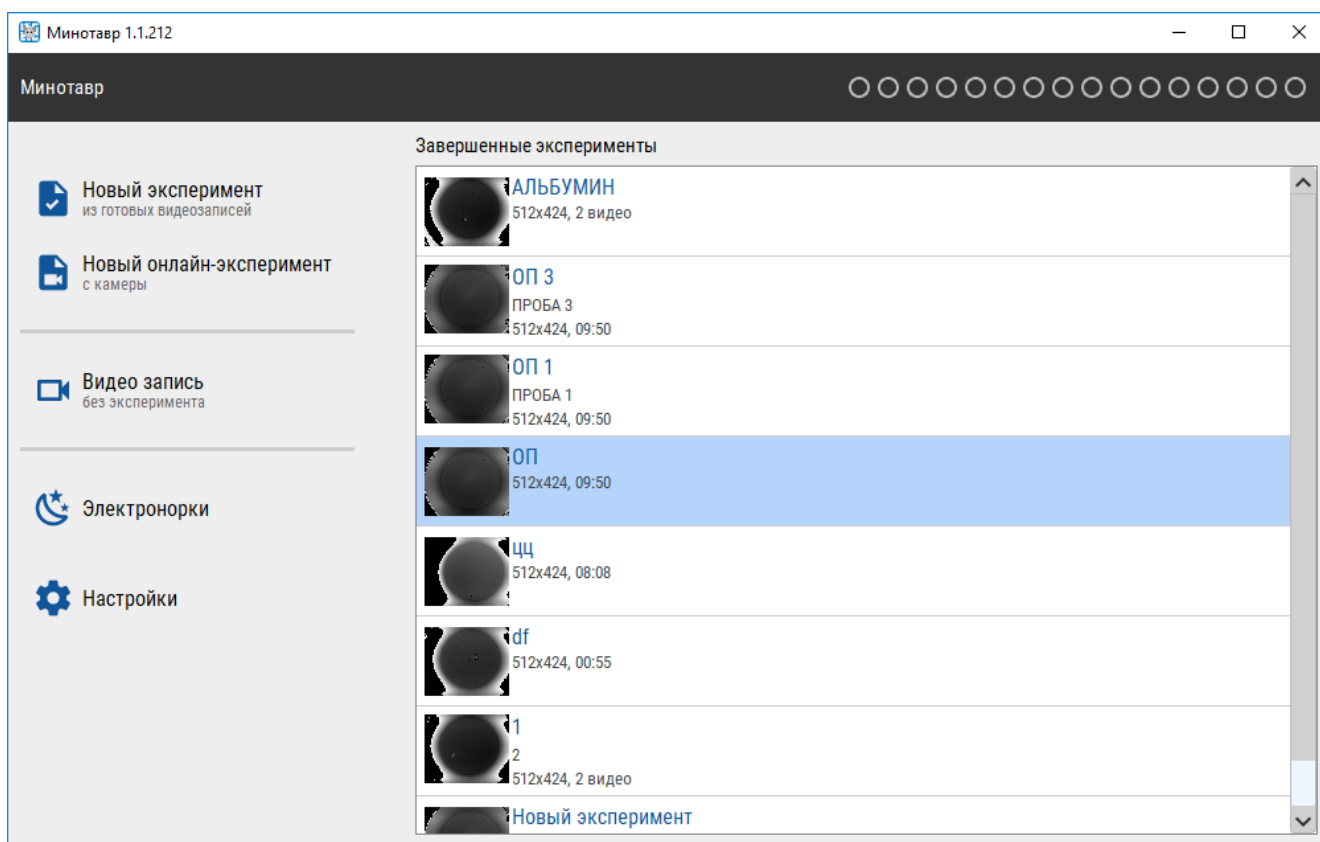 Минотавр 1.1.212
Минотавр
Новый эксперимент
из готовых видеозаписей
Новый онлайн-эксперимент
с камеры
Видео запись
без эксперимента
Электронорки
Настройки
Завершенные эксперименты
АЛЬБУМИН
512x424, 2 видео
ОП 3
ПРОБА 3
512x424, 09:50
ОП 1
ПРОБА 1
512x424, 09:50
ОП
512x424, 09:50
цц
512x424, 08:08
df
512x424, 00:55
1
2
512x424, 2 видео
Новый эксперимент